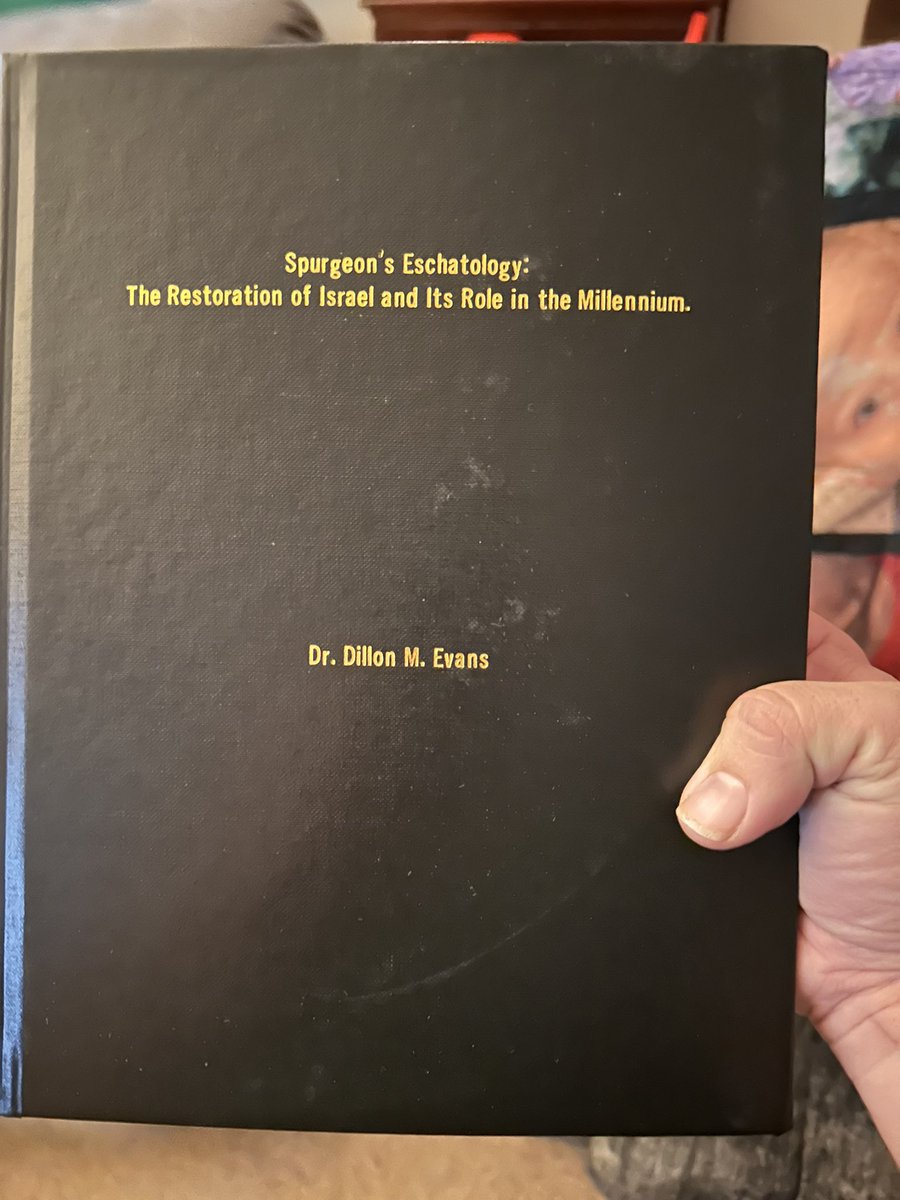 Spurgeon's Eschatology:
The Restoration of Israel and Its Role in the Millennium.
Dr. Dillon M. Evans